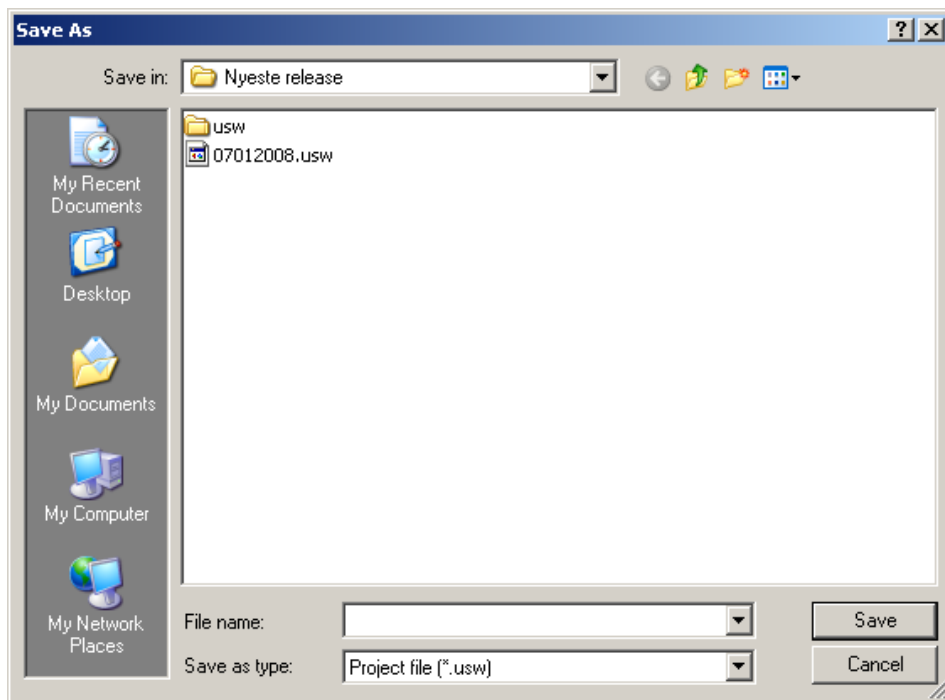 Save As
Save in:
Nyeste release
usw
07012008.usw
My Recent
Documents
Desktop
My Documents
My Computer
My Network
Places
File name:
Save
Save as type:
Project file (*.usw)
Cancel